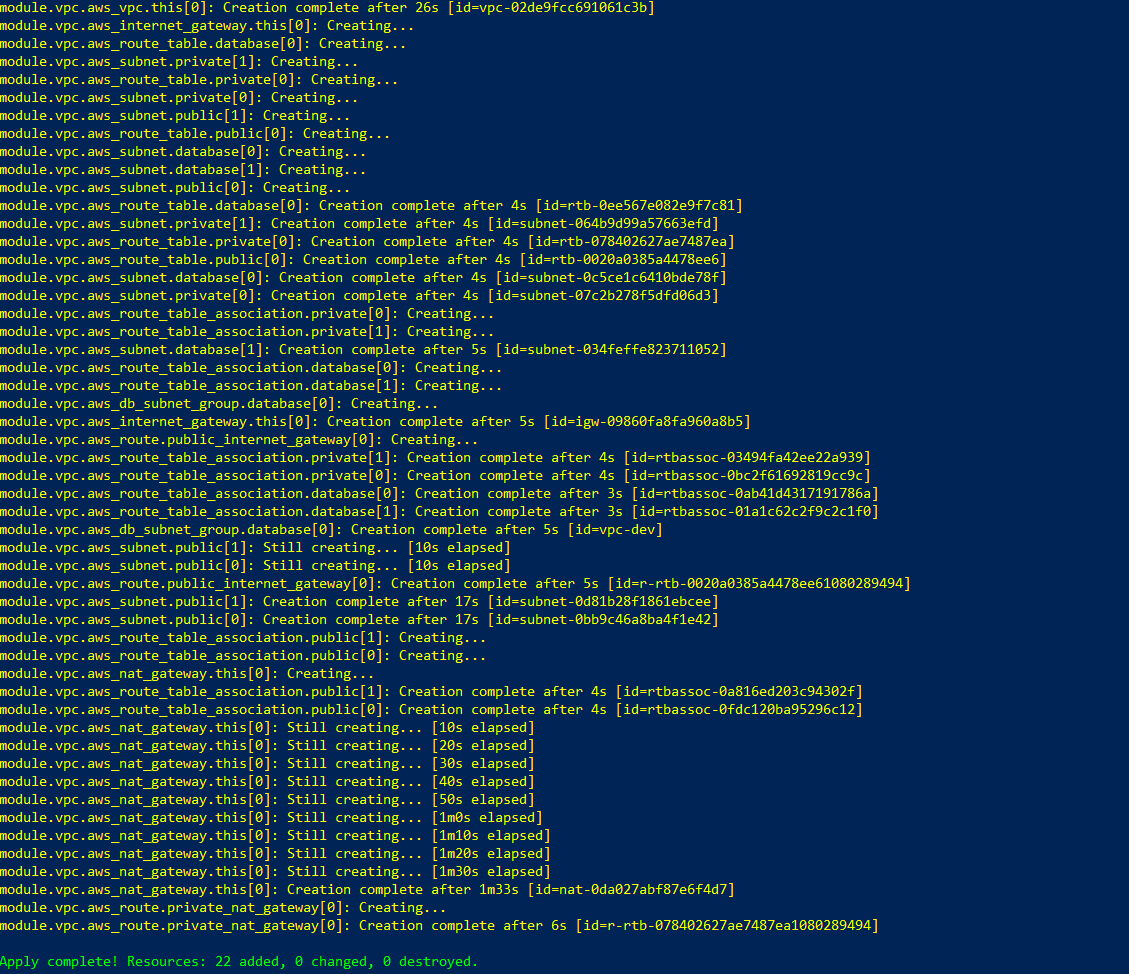 module.vpc.aws_vpc.this[0]: Creation complete after 26s [id=vpc-02de9fcc691061c3b]
module.vpc.aws_internet_gateway.this[0]: Creating...
module.vpc.aws_route_table.database[0]: Creating...
module.vpc.aws_subnet.private[1]: Creating...
module.vpc.aws_route_table.private[0]: Creating...
module.vpc.aws_subnet.private[0]: Creating...
module.vpc.aws_subnet.public[1]: Creating...
module.vpc.aws_route_table.public[0]: Creating...
module.vpc.aws_subnet.database[0]: Creating...
module.vpc.aws_subnet.database[1]: Creating...
module.vpc.aws_subnet.public[0]: Creating...
module.vpc.aws_route_table.database[0]: Creation complete after 4s [id=rtb-0ee567e082e9f7c81]
module.vpc.aws_subnet.private[1]: Creation complete after 4s [id=subnet-064b9d99a57663efd]
module.vpc.aws_route_table.private[0]: Creation complete after 4s [id=rtb-078402627ae7487ea]
module.vpc.aws_route_table.public[0]: Creation complete after 4s [id=rtb-0020a0385a4478ee6]
module.vpc.aws_subnet.database[0]: Creation complete after 4s [id=subnet-0c5ce1c6410bde78f]
module.vpc.aws_subnet.private[0]: Creation complete after 4s [id=subnet-07c2b278f5dfd06d3]
module.vpc.aws_route_table_association.private[0]: Creating...
module.vpc.aws_route_table_association.private[1]: Creating...
module.vpc.aws_subnet.database[1]: Creation complete after 5s [id=subnet-034feffe823711052]
module.vpc.aws_route_table_association.database[0]: Creating...
module.vpc.aws_route_table_association.database[1]: Creating...
module.vpc.aws_db_subnet_group.database[0]: Creating...
module.vpc.aws_internet_gateway.this[0]: Creation complete after 5s [id=igw-09860fa8fa960a8b5]
module.vpc.aws_route.public_internet_gateway[0]: Creating...
module.vpc.aws_route_table_association.private[1]: Creation complete after 4s [id=rtbassoc-03494fa42ee22a939]
module.vpc.aws_route_table_association.private[0]: Creation complete after 4s [id=rtbassoc-0bc2f61692819cc9c]
module.vpc.aws_route_table_association.database[0]: Creation complete after 3s [id=rtbassoc-0ab41d4317191786a]
module.vpc.aws_route_table_association.database[1]: Creation complete after 3s [id=rtbassoc-01a1c62c2f9c2c1f0]
module.vpc.aws_db_subnet_group.database[0]: Creation complete after 5s [id=vpc-dev]
module.vpc.aws_subnet.public[1]: Still creating... [10s elapsed]
module.vpc.aws_subnet.public[0]: Still creating... [10s elapsed]
module.vpc.aws_route.public_internet_gateway[0]: Creation complete after 5s [id=r-rtb-0020a0385a4478ee61080289494]
module.vpc.aws_subnet.public[1]: Creation complete after 17s [id=subnet-0d81b28f1861ebcee]
module.vpc.aws_subnet.public[0]: Creation complete after 17s [id=subnet-0bb9c46a8ba4f1e42]
module.vpc.aws_route_table_association.public[1]: Creating...
module.vpc.aws_route_table_association.public[0]: Creating...
module.vpc.aws_nat_gateway.this[0]: Creating...
module.vpc.aws_route_table_association.public[1]: Creation complete after 4s [id=rtbassoc-0a816ed203c94302f]
module.vpc.aws_route_table_association.public[0]: Creation complete after 4s [id=rtbassoc-0fdc120ba95296c12]
module.vpc.aws_nat_gateway.this[0]: Still creating... [10s elapsed]
module.vpc.aws_nat_gateway.this[0]: Still creating... [20s elapsed]
module.vpc.aws_nat_gateway.this[0]: Still creating... [30s elapsed]
module.vpc.aws_nat_gateway.this[0]: Still creating... [40s elapsed]
module.vpc.aws_nat_gateway.this[0]: Still creating... [50s elapsed]
module.vpc.aws_nat_gateway.this[0]: Still creating... [1m0s elapsed]
module.vpc.aws_nat_gateway.this[0]: Still creating... [1m10s elapsed]
module.vpc.aws_nat_gateway.this[0]: Still creating... [1m20s elapsed]
module.vpc.aws_nat_gateway.this[0]: Still creating... [1m30s elapsed]
module.vpc.aws_nat_gateway.this[0]: Creation complete after 1m33s [id=nat-0da027abf87e6f4d7]
module.vpc.aws_route.private_nat_gateway[0]: Creating...
module.vpc.aws_route.private_nat_gateway[0]: Creation complete after 6s [id=r-rtb-078402627ae7487ea1080289494]
Apply complete! Resources: 22 added, 0 changed, 0 destroyed.